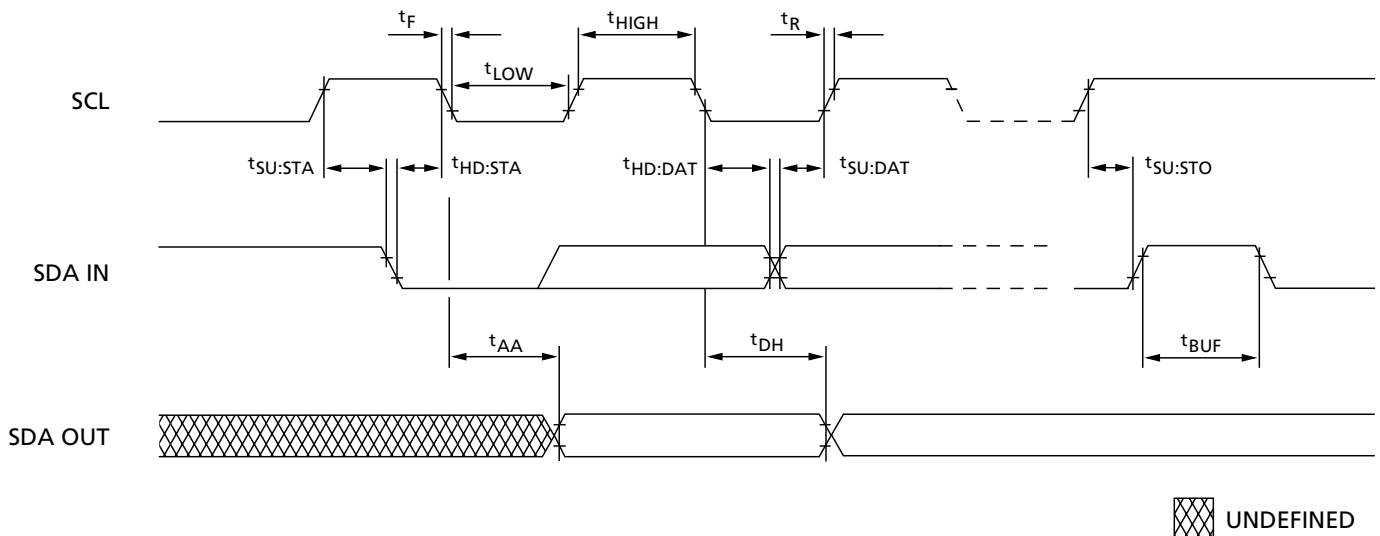 tF
tHIGH
tR
tLOW
SCL
tSU:STA
tHD:STA
tHD:DAT
tSU:DAT
tSU:STO
SDA IN
tAA
tDH
tBUF
SDA OUT
UNDEFINED